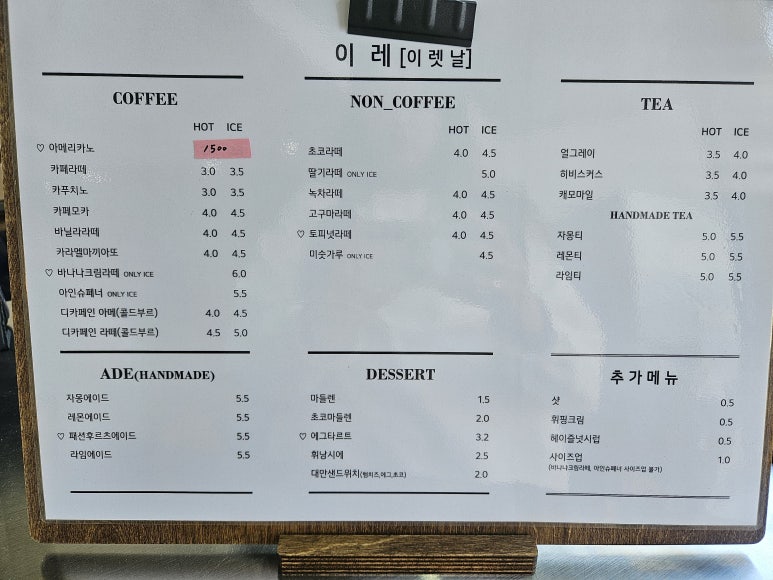 이 레 [이 렛 날]
COFFEE
HOT ICE
♡ 아메리카노 1500
카페라떼 3.0 3.5
카푸치노 3.0 3.5
카페모카 4.0 4.5
바닐라라떼 4.0 4.5
카라멜마끼아또 4.0 4.5
♡ 바나나크림라떼 ONLY ICE 6.0
아인슈페너 ONLY ICE 5.5
디카페인 아메(콜드부르) 4.0 4.5
디카페인 라떼(콜드부르) 4.5 5.0
NON_COFFEE
HOT ICE
초코라떼 4.0 4.5
딸기라떼 ONLY ICE 5.0
녹차라떼 4.0 4.5
고구마라떼 4.0 4.5
♡ 토피넛라떼 4.0 4.5
미숫가루 ONLY ICE 4.5
TEA
HOT ICE
얼그레이 3.5 4.0
히비스커스 3.5 4.0
캐모마일 3.5 4.0
HANDMADE TEA
자몽티 5.0 5.5
레몬티 5.0 5.5
라임티 5.0 5.5
ADE(HANDMADE)
자몽에이드 5.5
레몬에이드 5.5
♡ 패션후르츠에이드 5.5
라임에이드 5.5
DESSERT
마들렌 1.5
초코마들렌 2.0
♡ 에그타르트 3.2
휘낭시에 2.5
대만샌드위치(햄치즈,에그,초코) 2.0
추가메뉴
샷 0.5
휘핑크림 0.5
헤이즐넛시럽 0.5
사이즈업 1.0
(바나나크림라떼, 아인슈페너 사이즈업 불가)